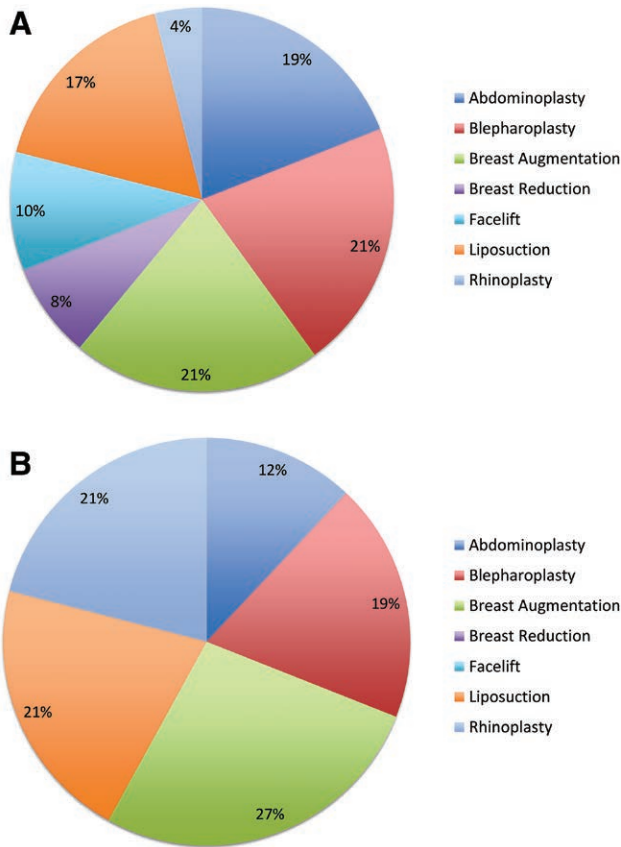 A
4%
19%
17%
10%
21%
8%
21%
Abdominoplasty
Blepharoplasty
Breast Augmentation
Breast Reduction
Facelift
Liposuction
Rhinoplasty
B
12%
21%
19%
21%
27%
Abdominoplasty
Blepharoplasty
Breast Augmentation
Breast Reduction
Facelift
Liposuction
Rhinoplasty